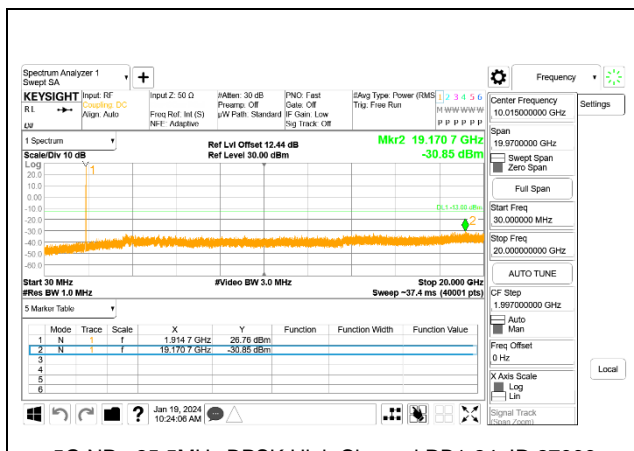 Spectrum Analyzer 1
Swept SA
+
Frequency
KEYSIGHT
RL
Input: RF
Coupling: DC
Align: Auto
Input Z: 50 Ω
Freq Ref: Int (S)
NFE: Adaptive
#Atten: 30 dB
Preamp: Off
µW Path: Standard
PNO: Fast
Gate: Off
IF Gain: Low
Sig Track: Off
#Avg Type: Power (RMS
Trig: Free Run
1 2 3 4 5 6
M W W W W W
P P P P P P
1 Spectrum
Scale/Div 10 dB
Ref Lvl Offset 12.44 dB
Ref Level 30.00 dBm
Mkr2 19.170 7 GHz
-30.85 dBm
Log
20.0
10.0
0.00
-10.0
-20.0
-30.0
-40.0
-50.0
-60.0
1
DL1 -13.00 dBm
2
Start 30 MHz
#Res BW 1.0 MHz
#Video BW 3.0 MHz
Stop 20.000 GHz
Sweep ~37.4 ms (40001 pts)
5 Marker Table
Mode Trace Scale X Y Function Function Width Function Value
1 N 1 f 1.914 7 GHz 26.76 dBm
2 N 1 f 19.170 7 GHz -30.85 dBm
3
4
5
6
Jan 19, 2024
10:24:06 AM
?
Center Frequency
10.015000000 GHz
Settings
Span
19.9700000 GHz
Swept Span
Zero Span
Full Span
Start Freq
30.000000 MHz
Stop Freq
20.000000000 GHz
AUTO TUNE
CF Step
1.997000000 GHz
Auto
Man
Freq Offset
0 Hz
X Axis Scale
Log
Lin
Local
Signal Track
(Span Zoom)